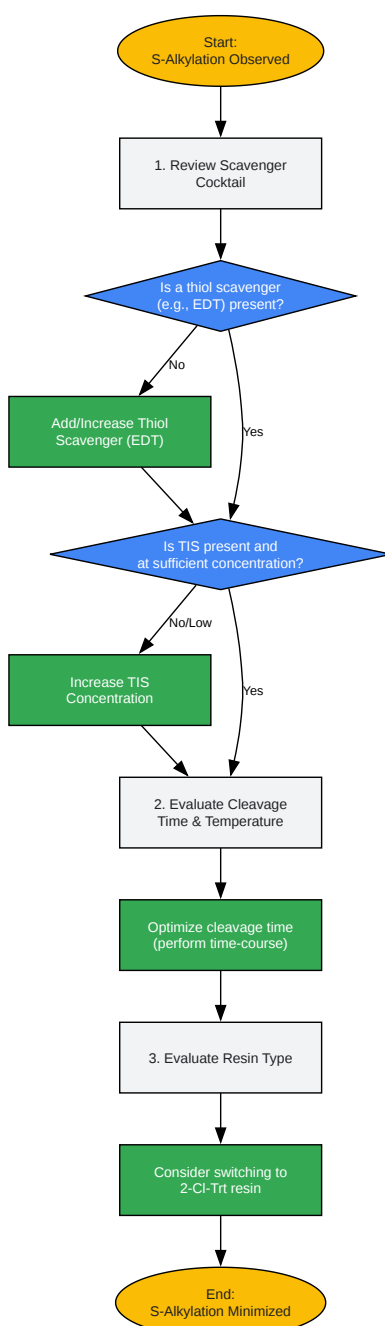 Start:
S-Alkylation Observed
1. Review Scavenger
Cocktail
Is a thiol scavenger
(e.g., EDT) present?
No
Yes
Add/Increase Thiol
Scavenger (EDT)
Is TIS present and
at sufficient concentration?
No/Low
Yes
Increase TIS
Concentration
2. Evaluate Cleavage
Time & Temperature
Optimize cleavage time
(perform time-course)
3. Evaluate Resin Type
Consider switching to
2-Cl-Trt resin
End:
S-Alkylation Minimized